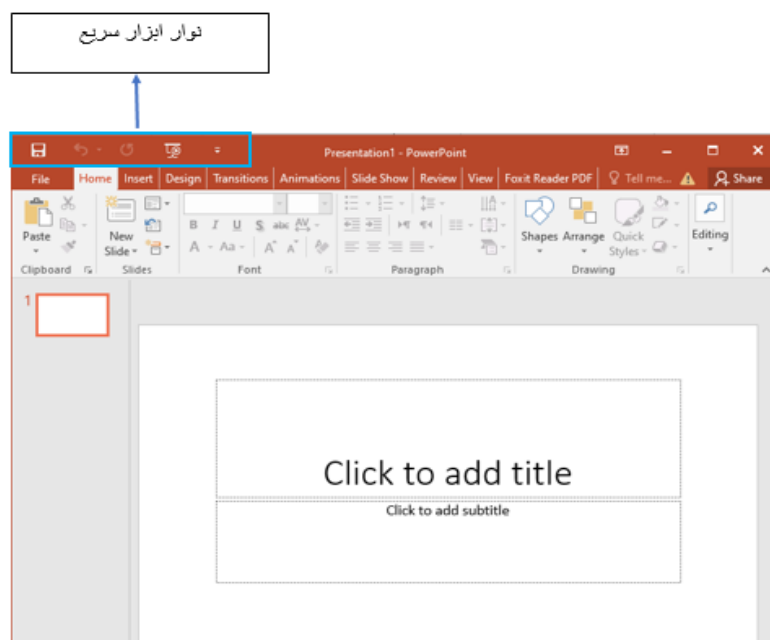 نوار ابزار سریع
Presentation1 - PowerPoint
File Home Insert Design Transitions Animations Slide Show Review View Foxit Reader PDF Tell me... Share
Paste New Slide B I U S abc AV A Aa A A Shapes Arrange Quick Styles Editing
Clipboard Slides Font Paragraph Drawing
1
Click to add title
Click to add subtitle